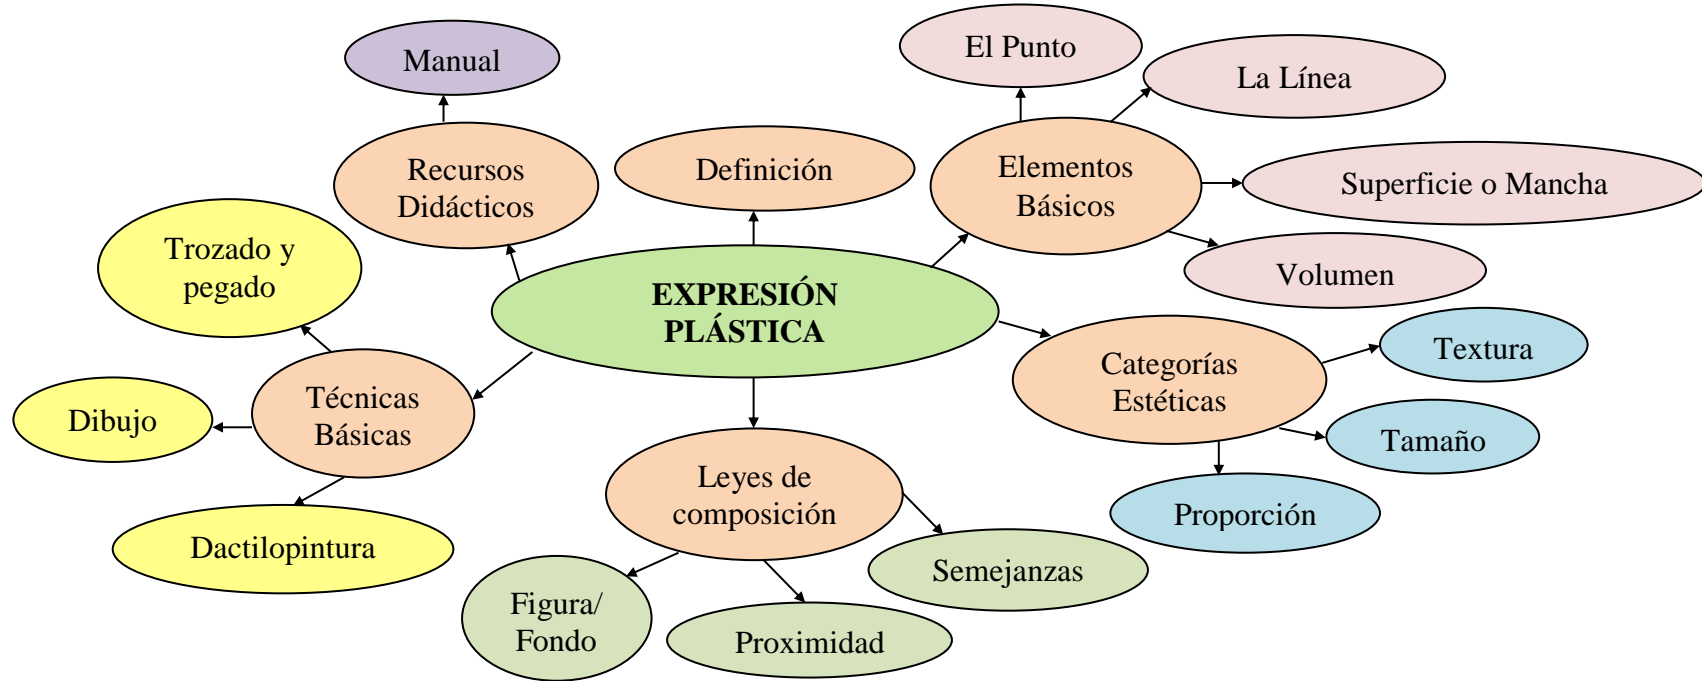 El Punto
Manual
La Línea
Recursos
Didácticos
Definición
Elementos
Básicos
Superficie o Mancha
Trozado y
pegado
Volumen
EXPRESIÓN
PLÁSTICA
Categorías
Estéticas
Textura
Técnicas
Básicas
Dibujo
Tamaño
Leyes de
composición
Proporción
Dactilopintura
Semejanzas
Figura/
Fondo
Proximidad